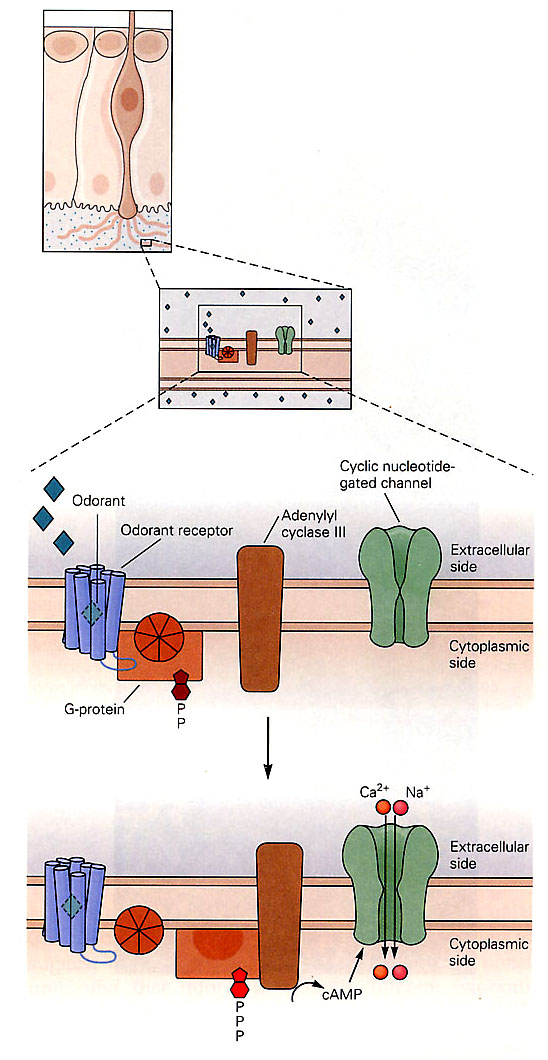 Cyclic nucleotide-
gated channel
Odorant
Odorant receptor
Adenylyl
cyclase III
Extracellular
side
Cytoplasmic
side
G-protein
P
P
Ca2+
Na+
Extracellular
side
Cytoplasmic
side
cAMP
P
P
P